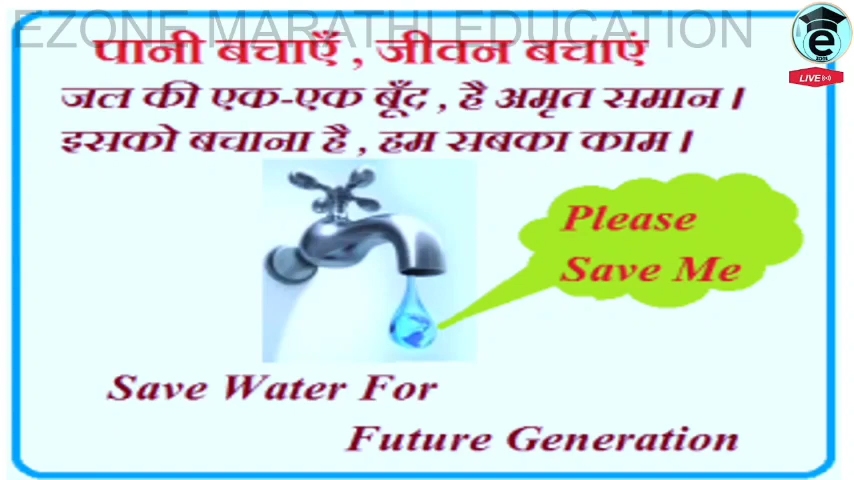 EZONE MARATHI EDUCATION
पानी बचाएँ , जीवन बचाएं
जल की एक-एक बूँद , है अमृत समान ।
इसको बचाना है , हम सबका काम ।
Please
Save Me
Save Water For
Future Generation
e
ZONE
LIVE